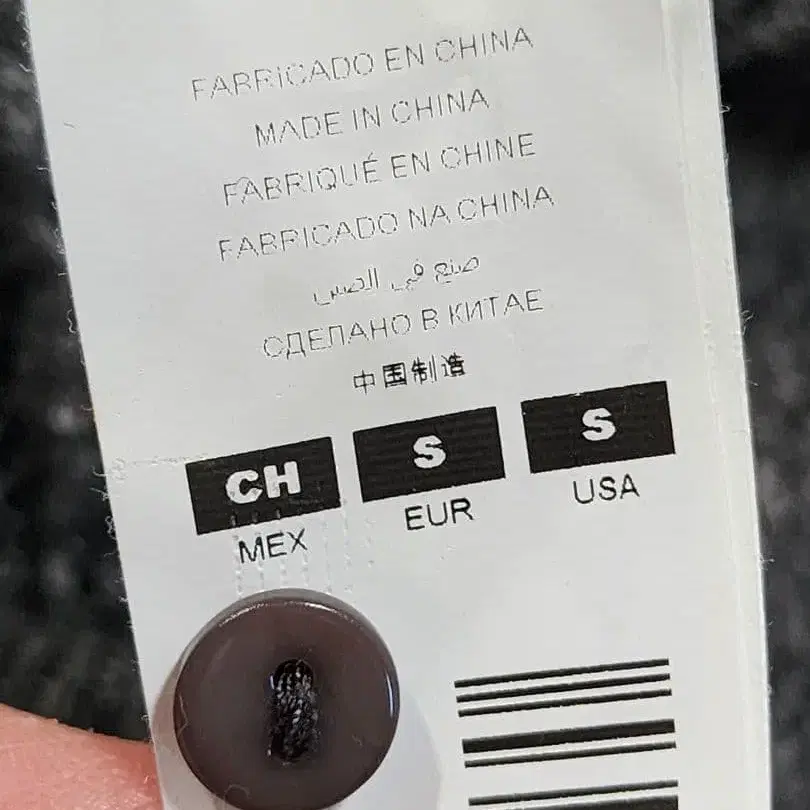 FABRICADO EN CHINA
MADE IN CHINA
FABRIQUÉ EN CHINE
FABRICADO NA CHINA
صنع في الصين
СДЕЛАНО В КИТАЕ
中国制造
CH S S
MEX EUR USA